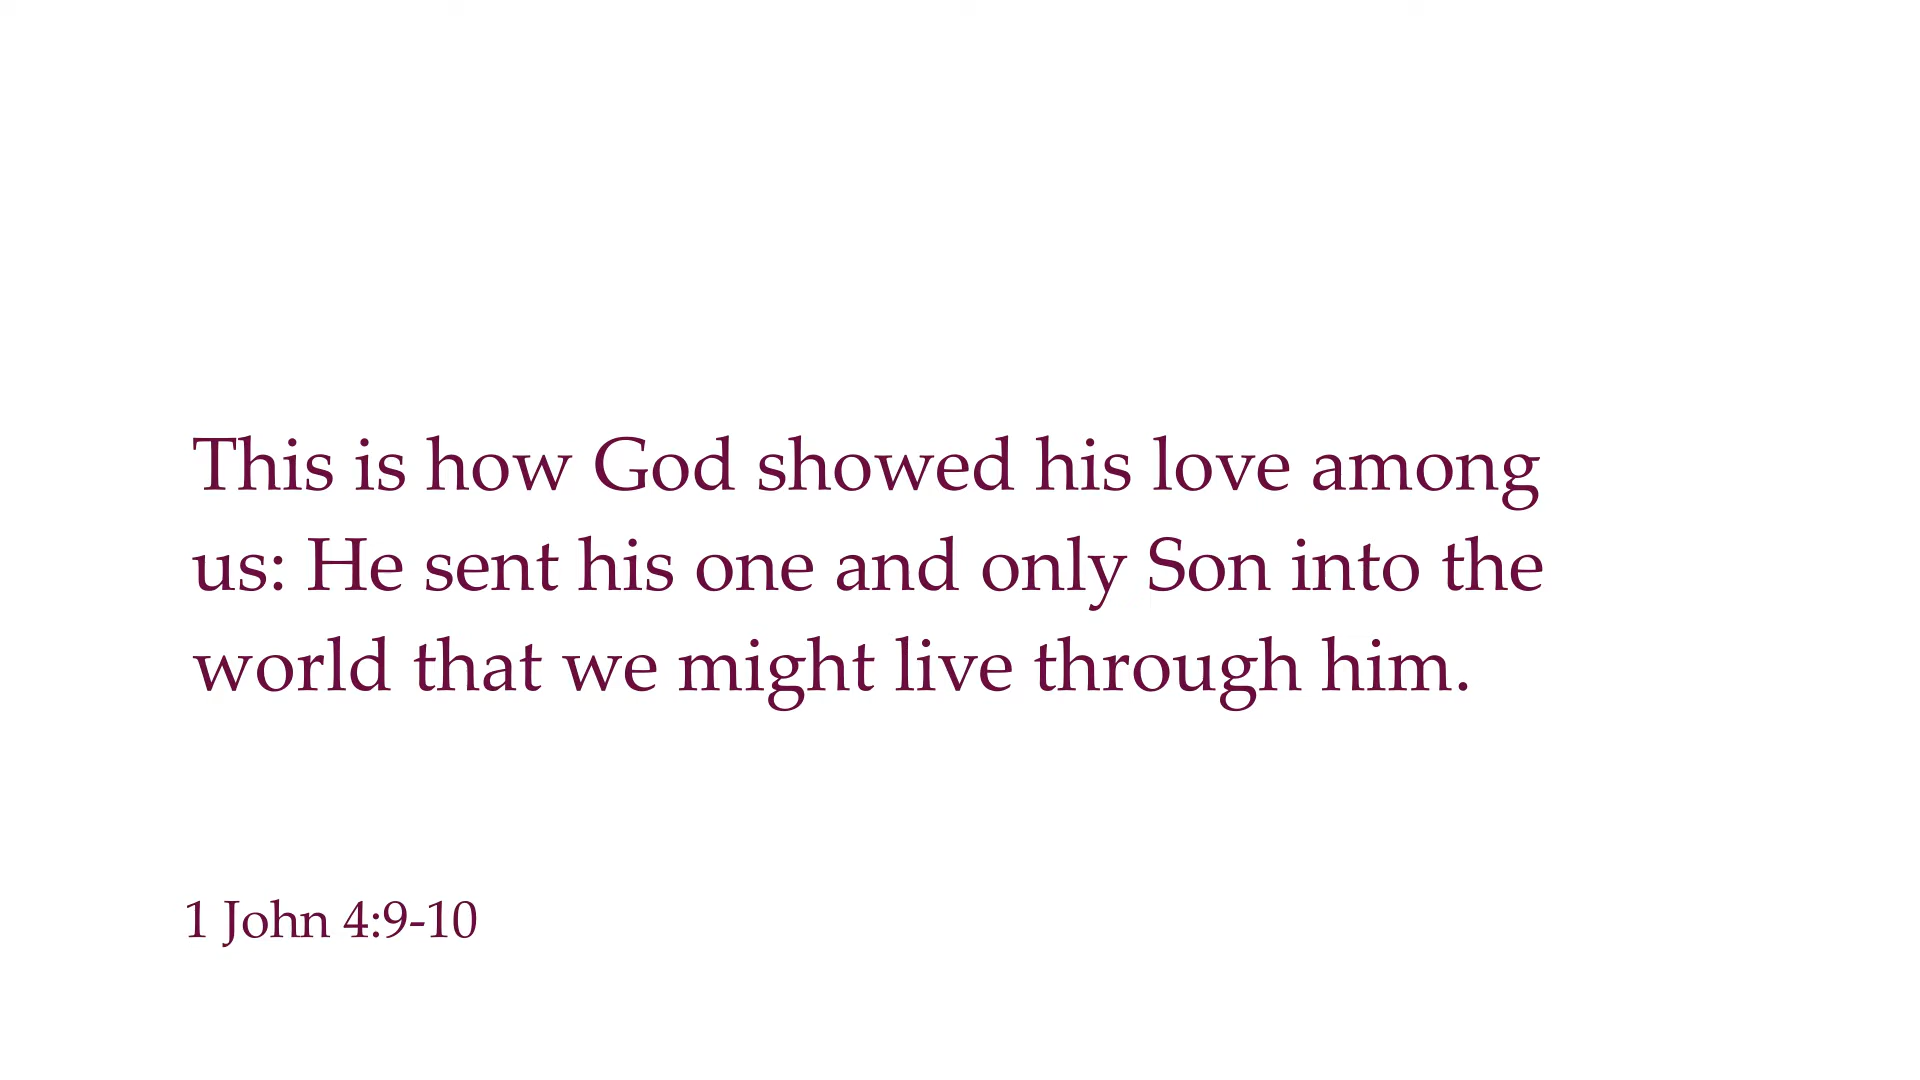 This is how God showed his love among
us: He sent his one and only Son into the
world that we might live through him.
1 John 4:9-10